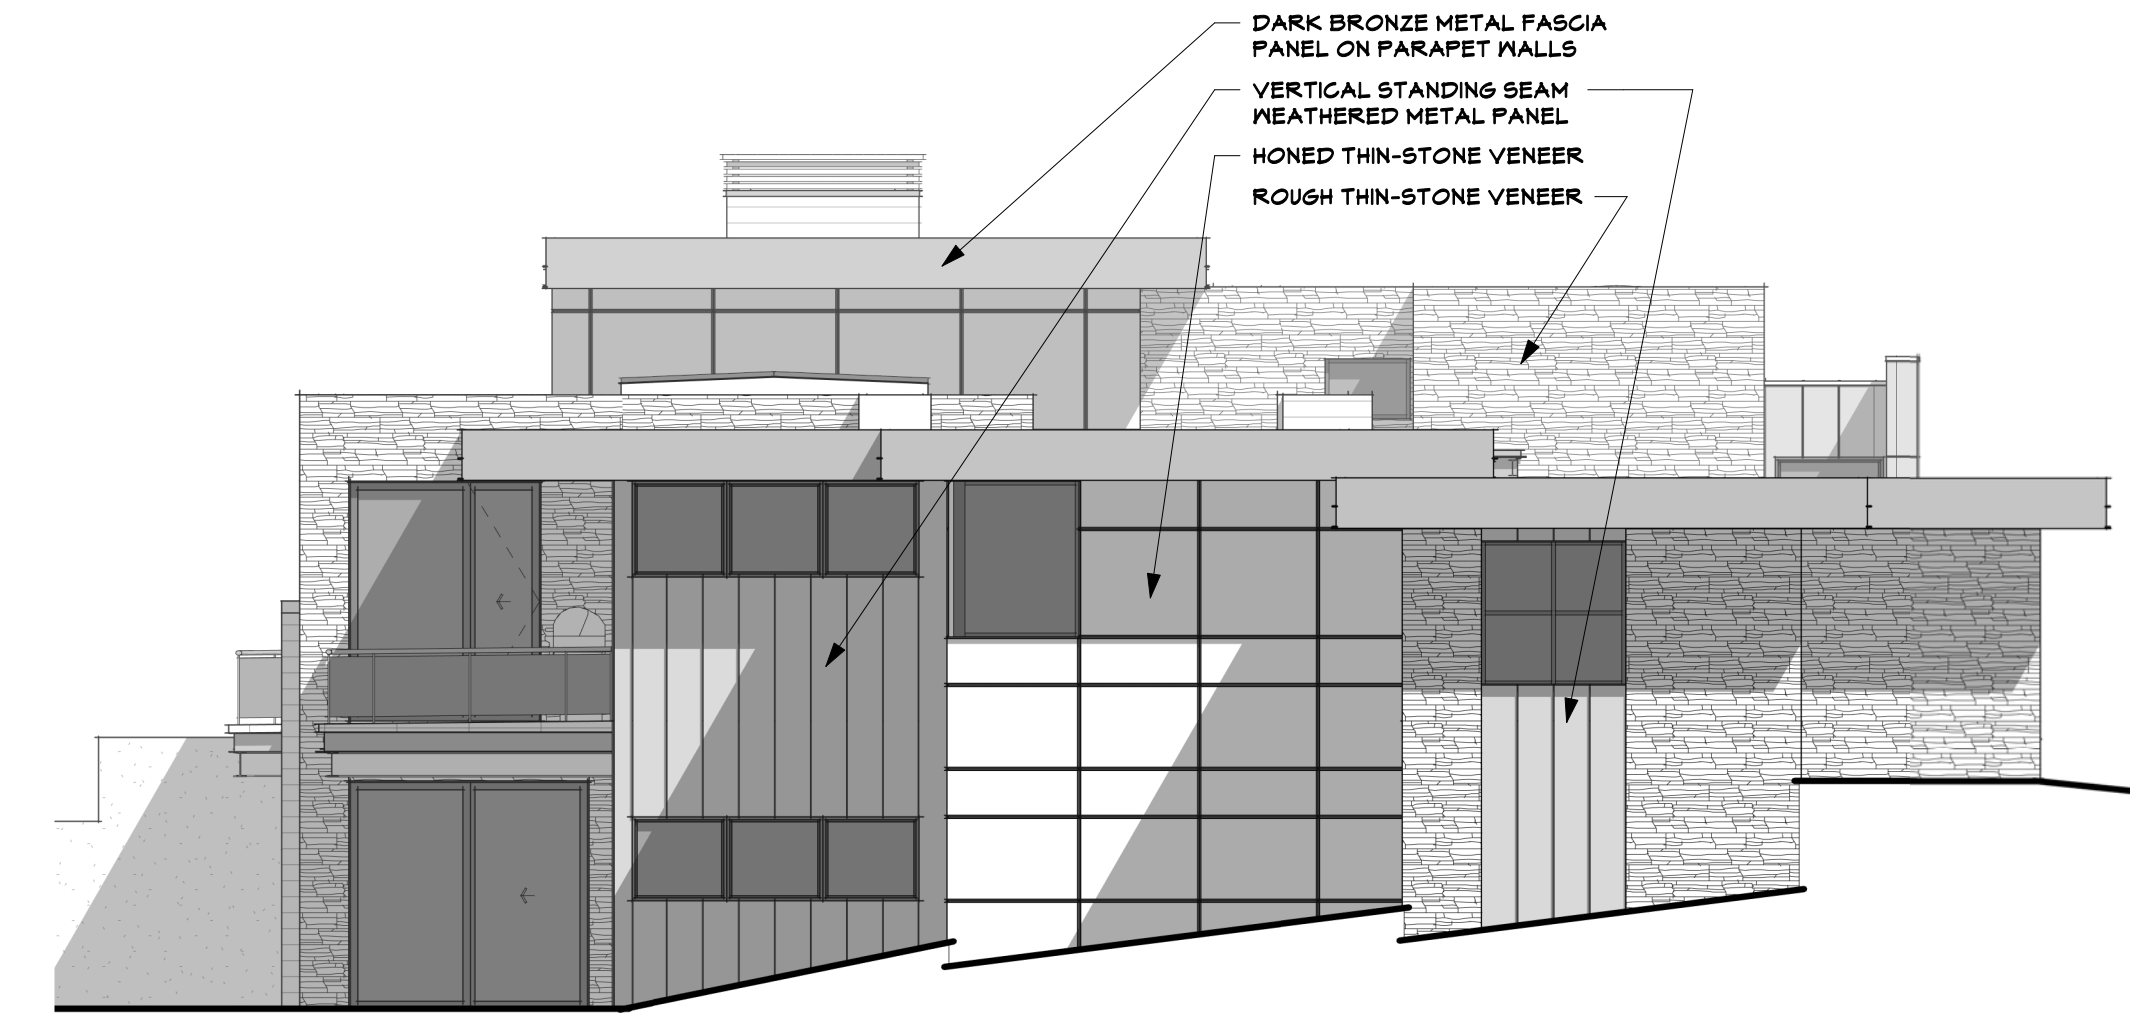 DARK BRONZE METAL FASCIA
PANEL ON PARAPET WALLS
VERTICAL STANDING SEAM
WEATHERED METAL PANEL
HONED THIN-STONE VENEER
ROUGH THIN-STONE VENEER